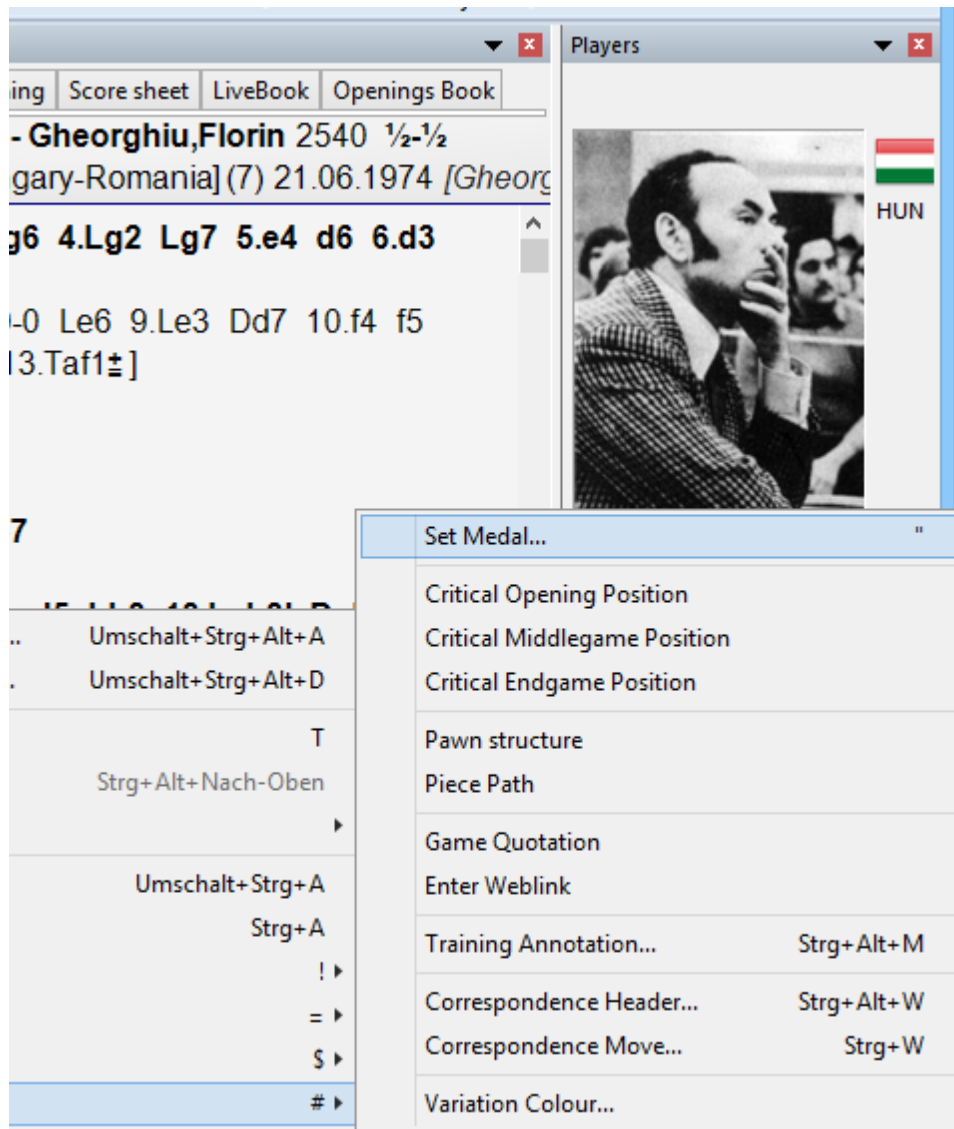 Players
ing Score sheet LiveBook Openings Book
- Gheorghiu,Florin 2540 ½-½
gary-Romania] (7) 21.06.1974 [Gheorg
HUN
g6 4.Lg2 Lg7 5.e4 d6 6.d3
0-0 Le6 9.Le3 Dd7 10.f4 f5
13.Taf1± ]
7
Set Medal... "
Critical Opening Position
Critical Middlegame Position
Critical Endgame Position
Pawn structure
Piece Path
Game Quotation
Enter Weblink
Training Annotation... Strg+Alt+M
Correspondence Header... Strg+Alt+W
Correspondence Move... Strg+W
Variation Colour...
.. Umschalt+Strg+Alt+A
. Umschalt+Strg+Alt+D
T
Strg+Alt+Nach-Oben
Umschalt+Strg+A
Strg+A
!
=
$
#